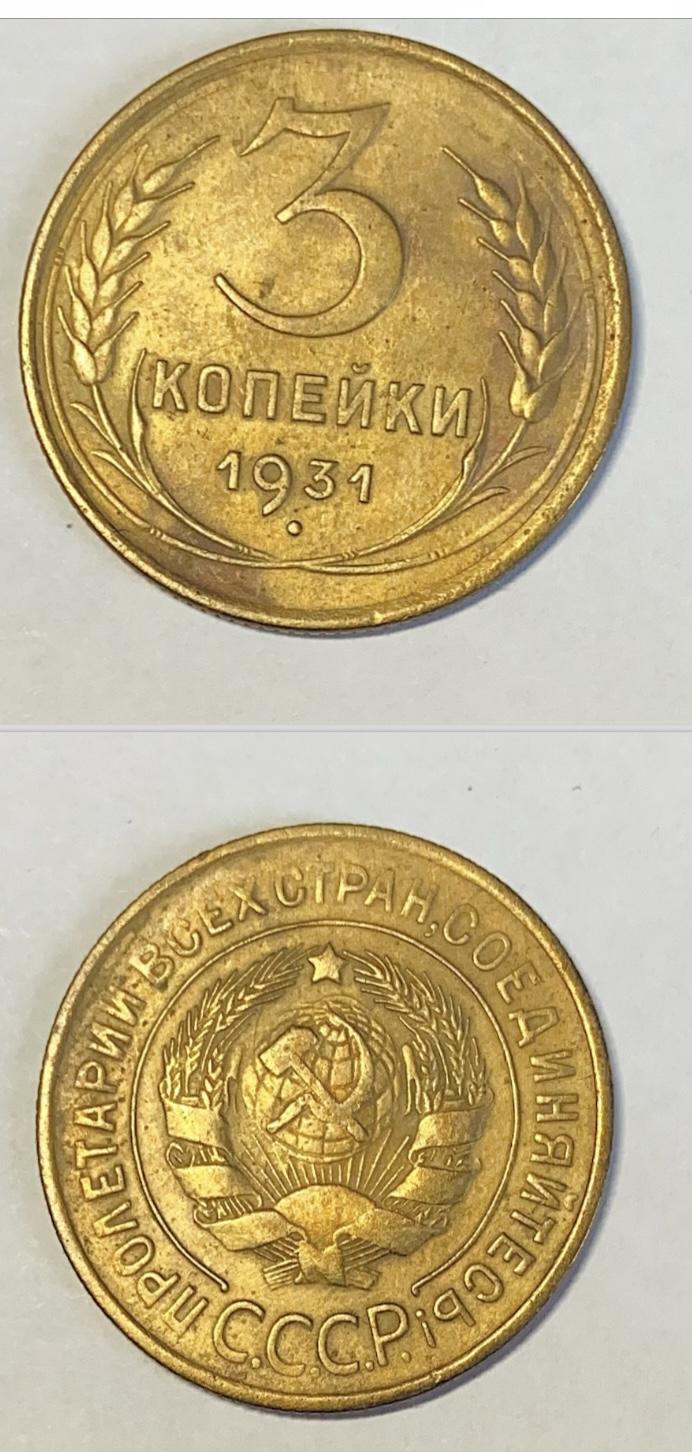 3
КОПЕЙКИ
1931
ПРОЛЕТАРИИ ВСЕХ СТРАН, СОЕДИНЯЙТЕСЬ!
С.С.С.Р.